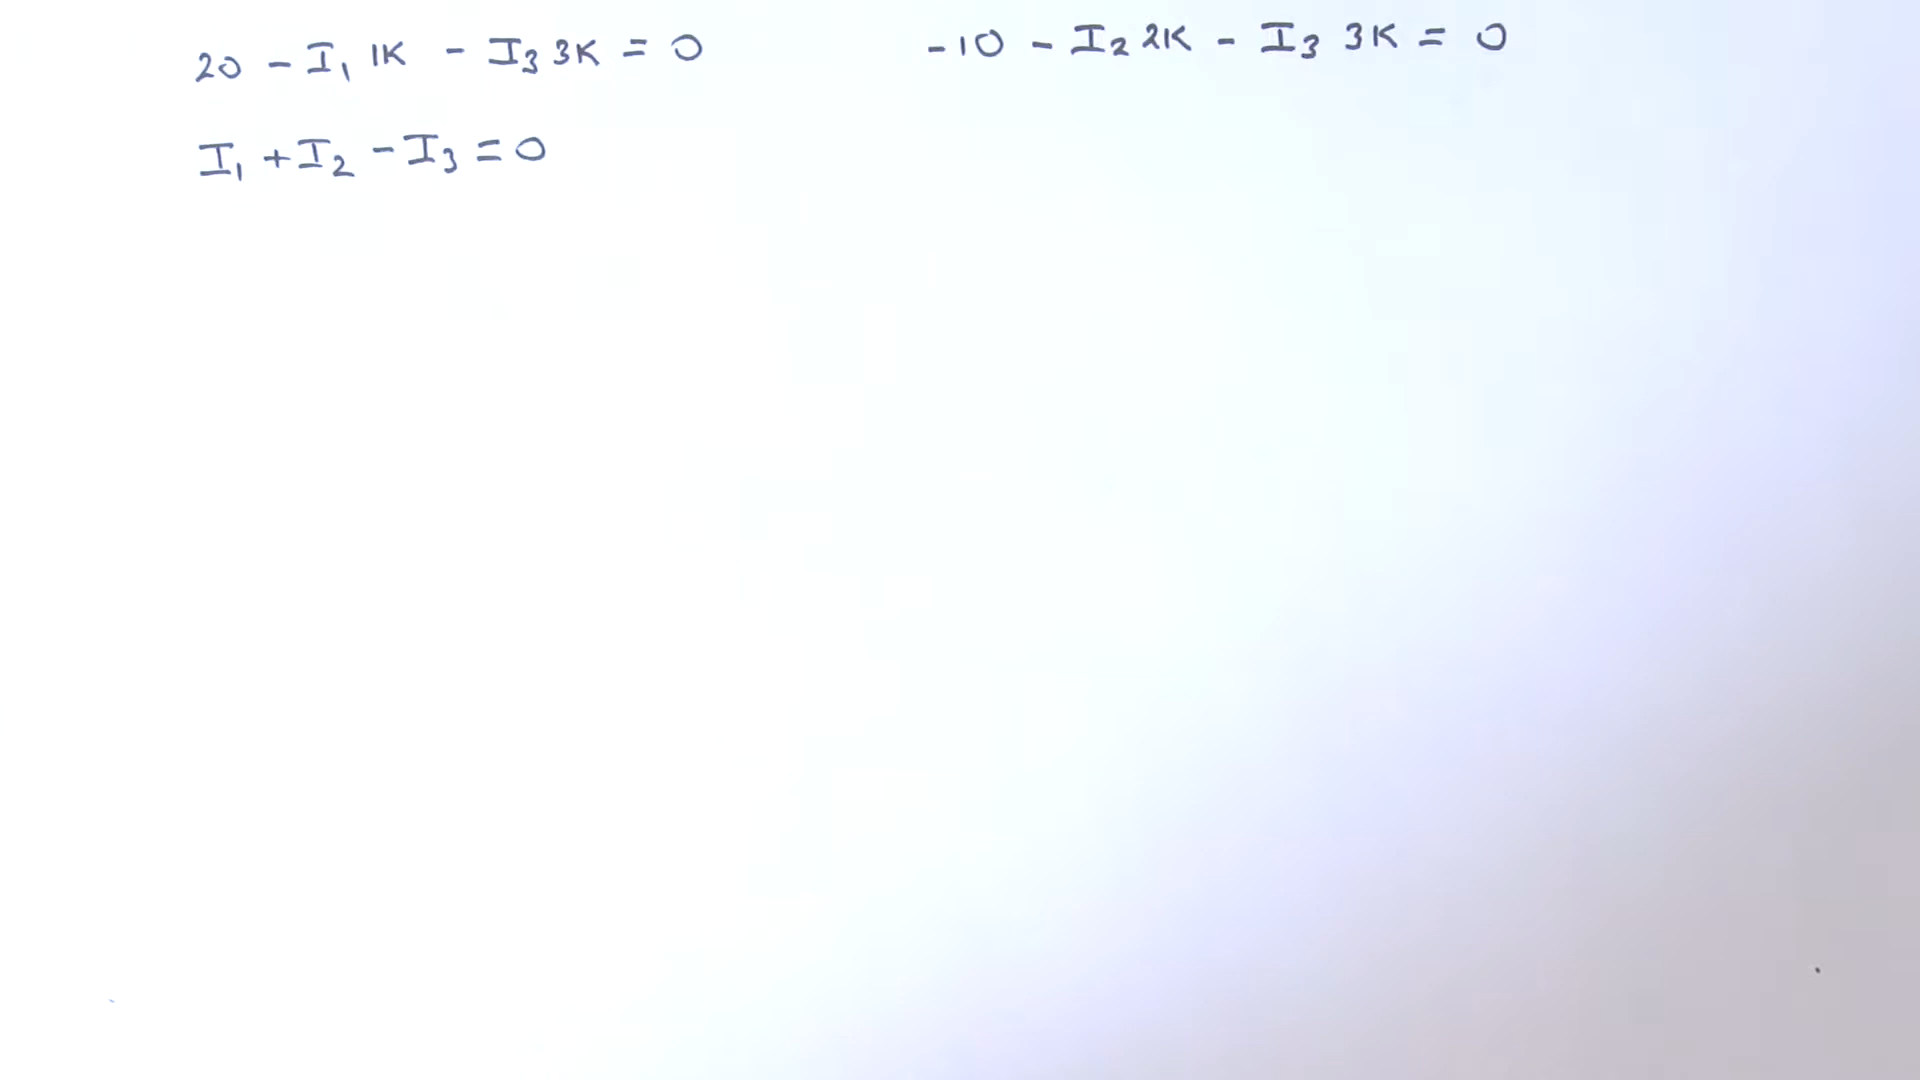 20 - I₁ 1K - I₃ 3K = 0
-10 - I₂ 2K - I₃ 3K = 0
I₁ + I₂ - I₃ = 0